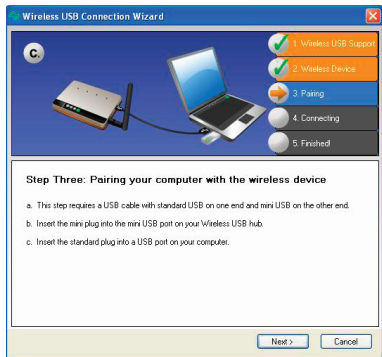 Wireless USB Connection Wizard
C.
1. Wireless USB Support
2. Wireless Device
3. Pairing
4. Connecting
5. Finished!
Step Three: Pairing your computer with the wireless device
a. This step requires a USB cable with standard USB on one end and mini USB on the other end.
b. Insert the mini plug into the mini USB port on your Wireless USB hub.
c. Insert the standard plug into a USB port on your computer.
Next >
Cancel